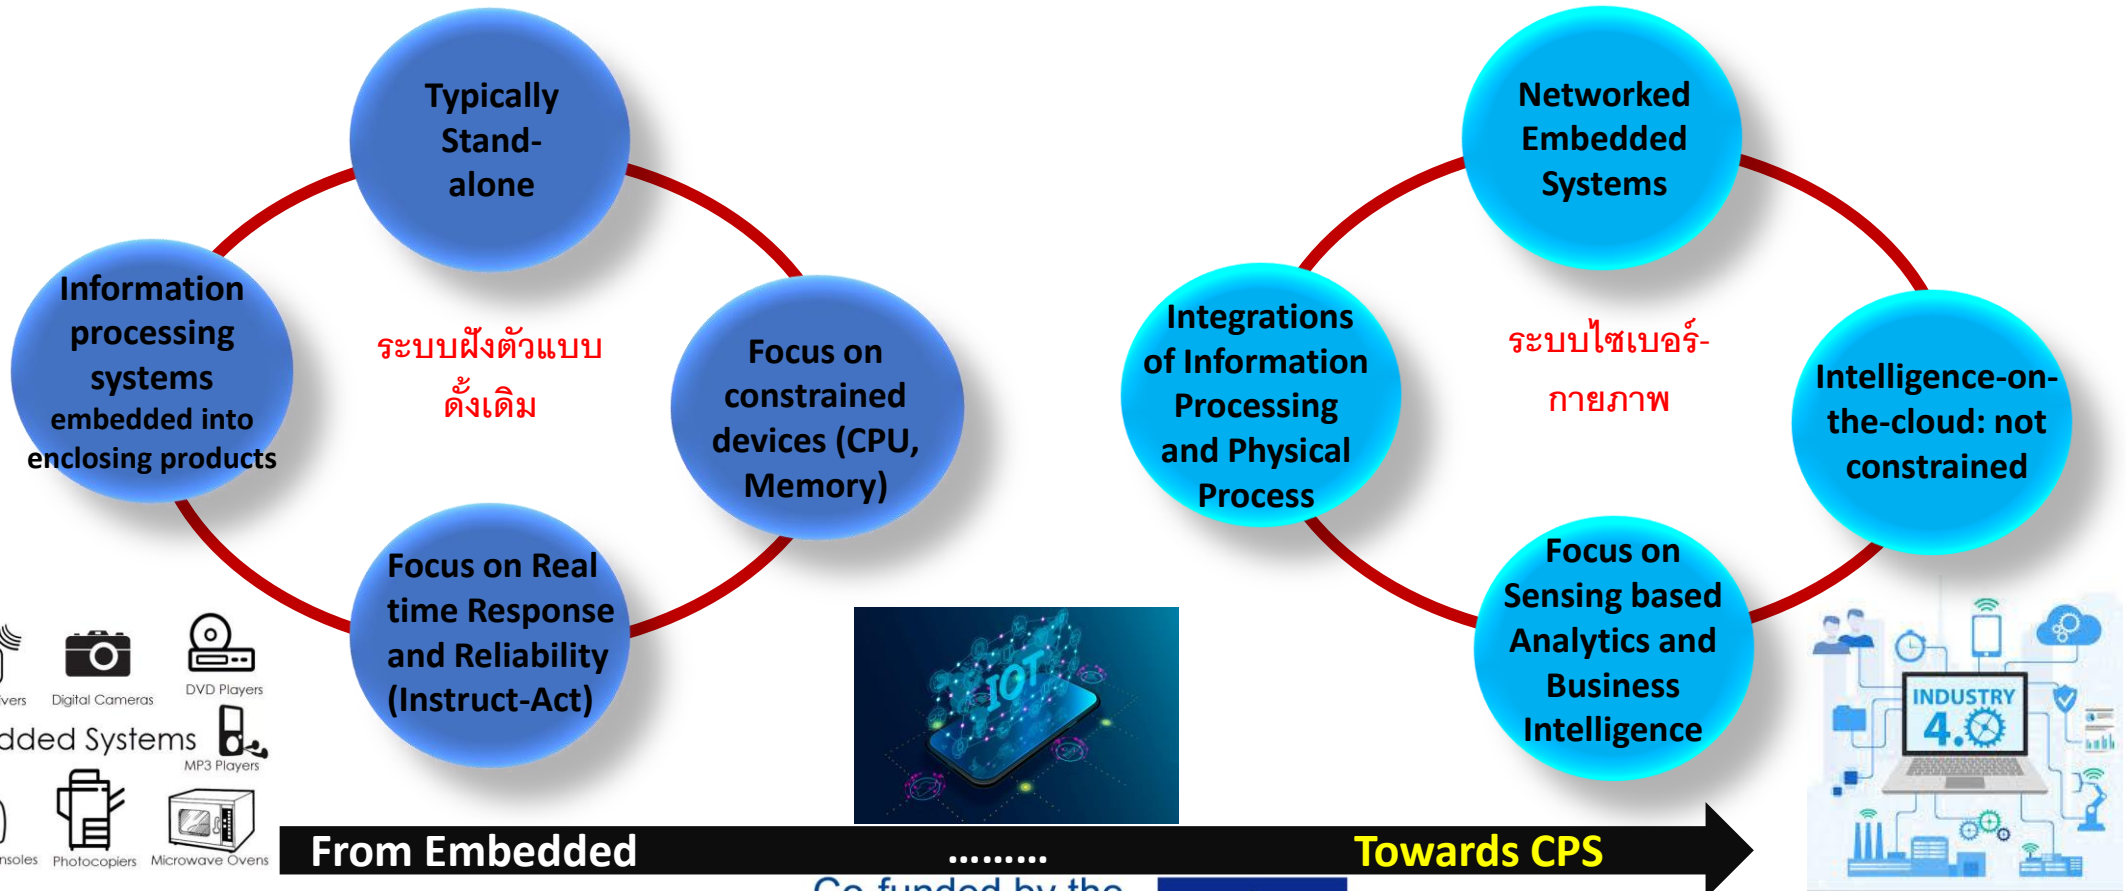 Typically
Stand-
alone
Information
processing
systems
embedded into
enclosing products
ระบบฝังตัวแบบ
ดั้งเดิม
Focus on
constrained
devices (CPU,
Memory)
Focus on Real
time Response
and Reliability
(Instruct-Act)
Networked
Embedded
Systems
Integrations
of Information
Processing
and Physical
Process
ระบบไซเบอร์-
กายภาพ
Intelligence-on-
the-cloud: not
constrained
Focus on
Sensing based
Analytics and
Business
Intelligence
Digital Cameras
DVD Players
Systems
MP3 Players
Photocopiers
Microwave Ovens
IOT
INDUSTRY
4.0
From Embedded ......... Towards CPS
Co-funded by the